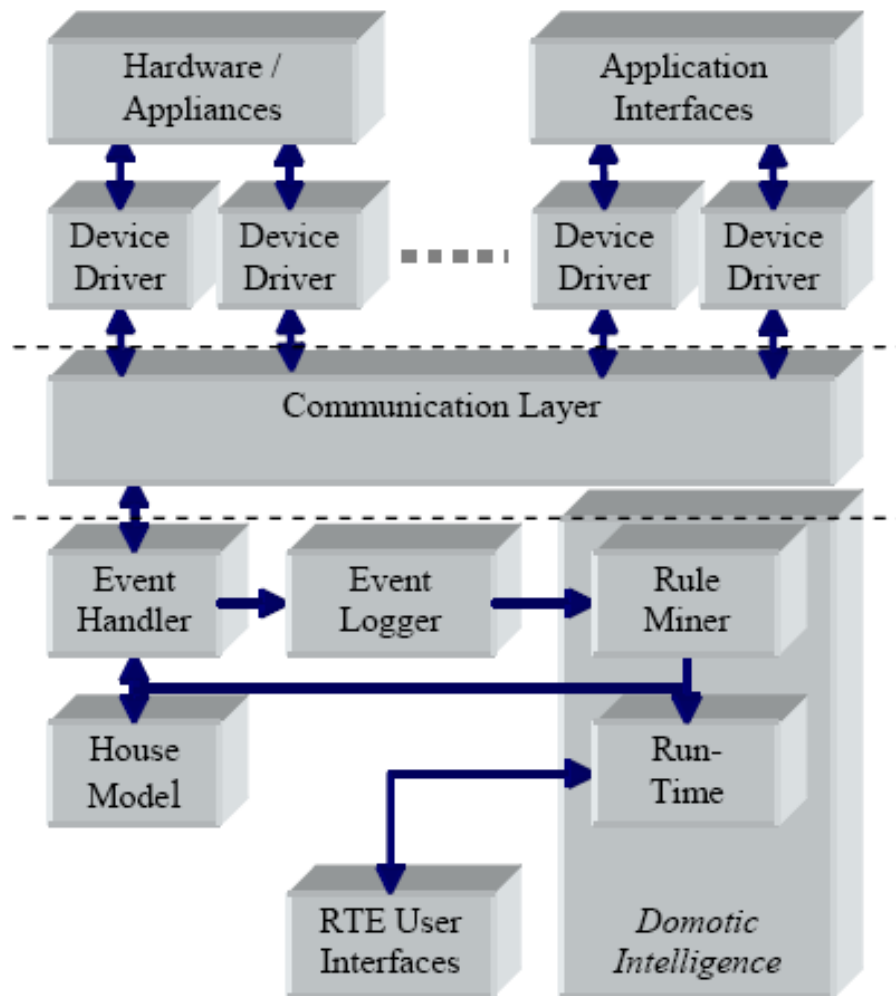 Hardware /
Appliances
Application
Interfaces
Device
Driver
Device
Driver
Device
Driver
Device
Driver
Communication Layer
Event
Handler
Event
Logger
Rule
Miner
House
Model
Run-
Time
RTE User
Interfaces
Domotic
Intelligence